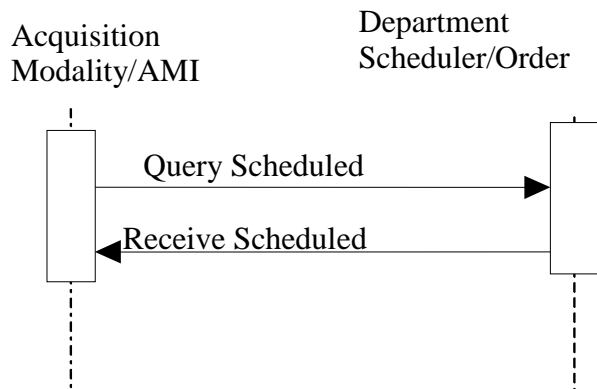 Acquisition
Modality/AMI
Department
Scheduler/Order
Query Scheduled
Receive Scheduled